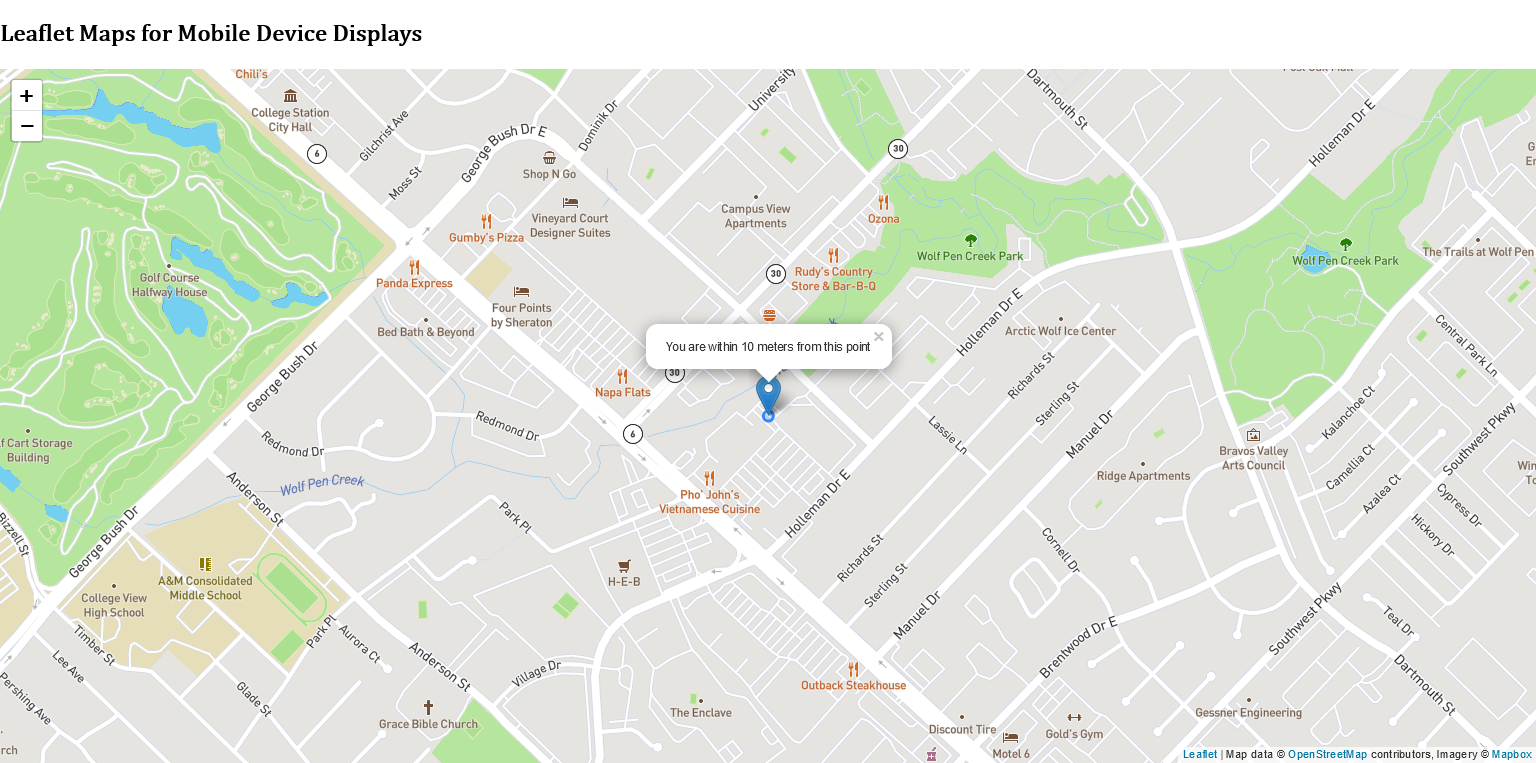 Leaflet Maps for Mobile Device Displays
Chili's
+
−
College Station
City Hall
Gilchrist Ave
Dominik Dr
University
Dartmouth St
Holleman Dr E
6
30
George Bush Dr E
Moss St
Shop N Go
Vineyard Court
Designer Suites
Gumby's Pizza
Campus View
Apartments
Ozona
Wolf Pen Creek Park
Wolf Pen Creek Park
The Trails at Wolf Pen
Golf Course
Halfway House
Panda Express
30
Rudy's Country
Store & Bar-B-Q
Four Points
by Sheraton
Bed Bath & Beyond
Holleman Dr E
Arctic Wolf Ice Center
Central Park Ln
You are within 10 meters from this point
×
George Bush Dr
Napa Flats
30
Richards St
Sterling St
Kalanchoe Ct
Southwest Pkwy
Redmond Dr
Redmond Dr
6
Lassie Ln
Manuel Dr
Cart Storage
Building
Bravos Valley
Arts Council
Camellia Ct
Azalea Ct
Cypress Dr
Hickory Dr
Ridge Apartments
Wolf Pen Creek
Anderson St
Pho' John's
Vietnamese Cuisine
Holleman Dr E
Park Pl
Bizzell St
George Bush Dr
Richards St
Sterling St
Cornell Dr
H-E-B
A&M Consolidated
Middle School
College View
High School
Manuel Dr
Southwest Pkwy
Teal Dr
Brentwood Dr E
Timber St
Lee Ave
Park Pl
Aurora Ct
Anderson St
Village Dr
Outback Steakhouse
Dartmouth St
Pershing Ave
Glade St
Grace Bible Church
The Enclave
Discount Tire
Motel 6
Gold's Gym
Gessner Engineering
Leaflet | Map data © OpenStreetMap contributors, Imagery © Mapbox